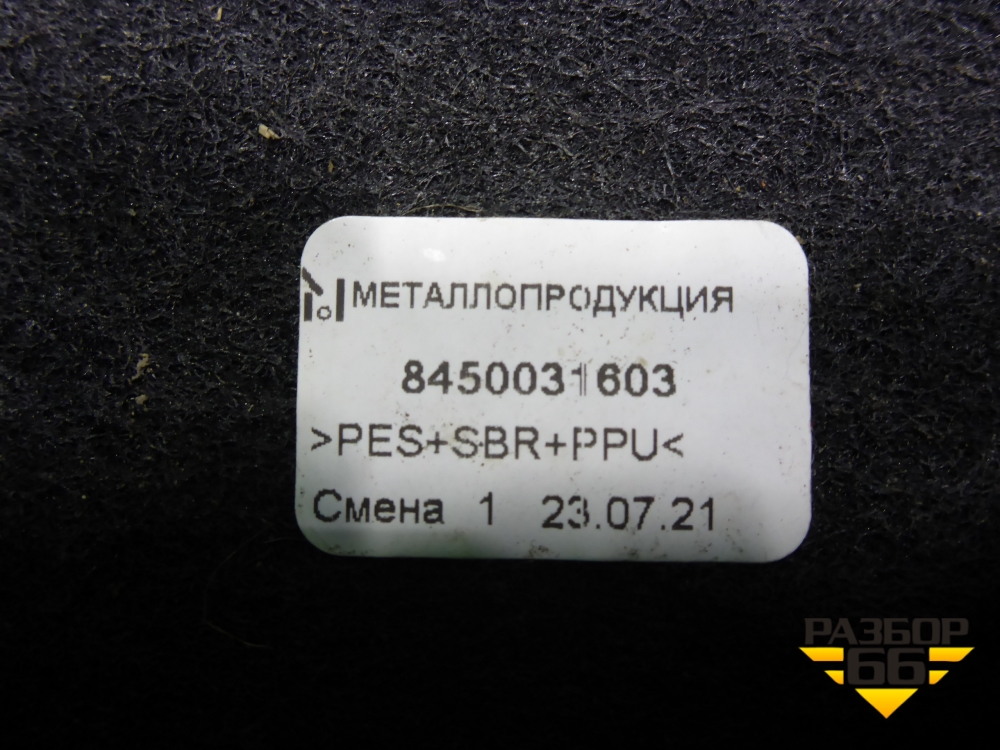 МЕТАЛЛОПРОДУКЦИЯ
8450031603
>PES+SBR+PPU<
Смена 1 23.07.21
РАЗБОР
66